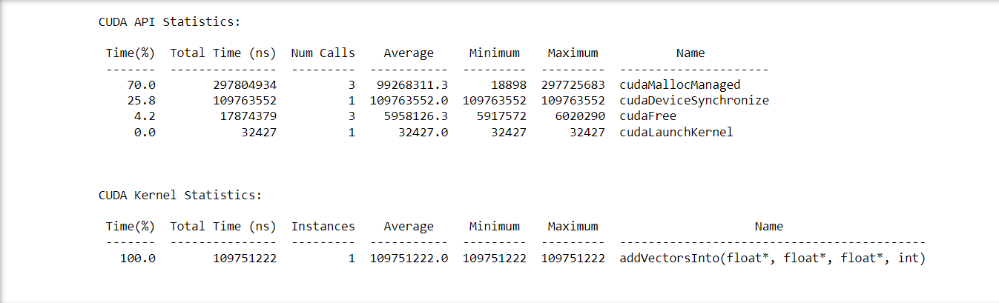 CUDA API Statistics:
Time(%)  Total Time (ns)  Num Calls    Average     Minimum    Maximum           Name
-------  ---------------  ---------  -----------  ---------  ---------  ---------------------
   70.0        297804934          3   99268311.3      18898  297725683  cudaMallocManaged
   25.8        109763552          1  109763552.0  109763552  109763552  cudaDeviceSynchronize
    4.2         17874379          3    5958126.3    5917572    6020290  cudaFree
    0.0            32427          1      32427.0      32427      32427  cudaLaunchKernel
CUDA Kernel Statistics:
Time(%)  Total Time (ns)  Instances    Average     Minimum    Maximum                      Name
-------  ---------------  ---------  -----------  ---------  ---------  -------------------------------------------
  100.0        109751222          1  109751222.0  109751222  109751222  addVectorsInto(float*, float*, float*, int)